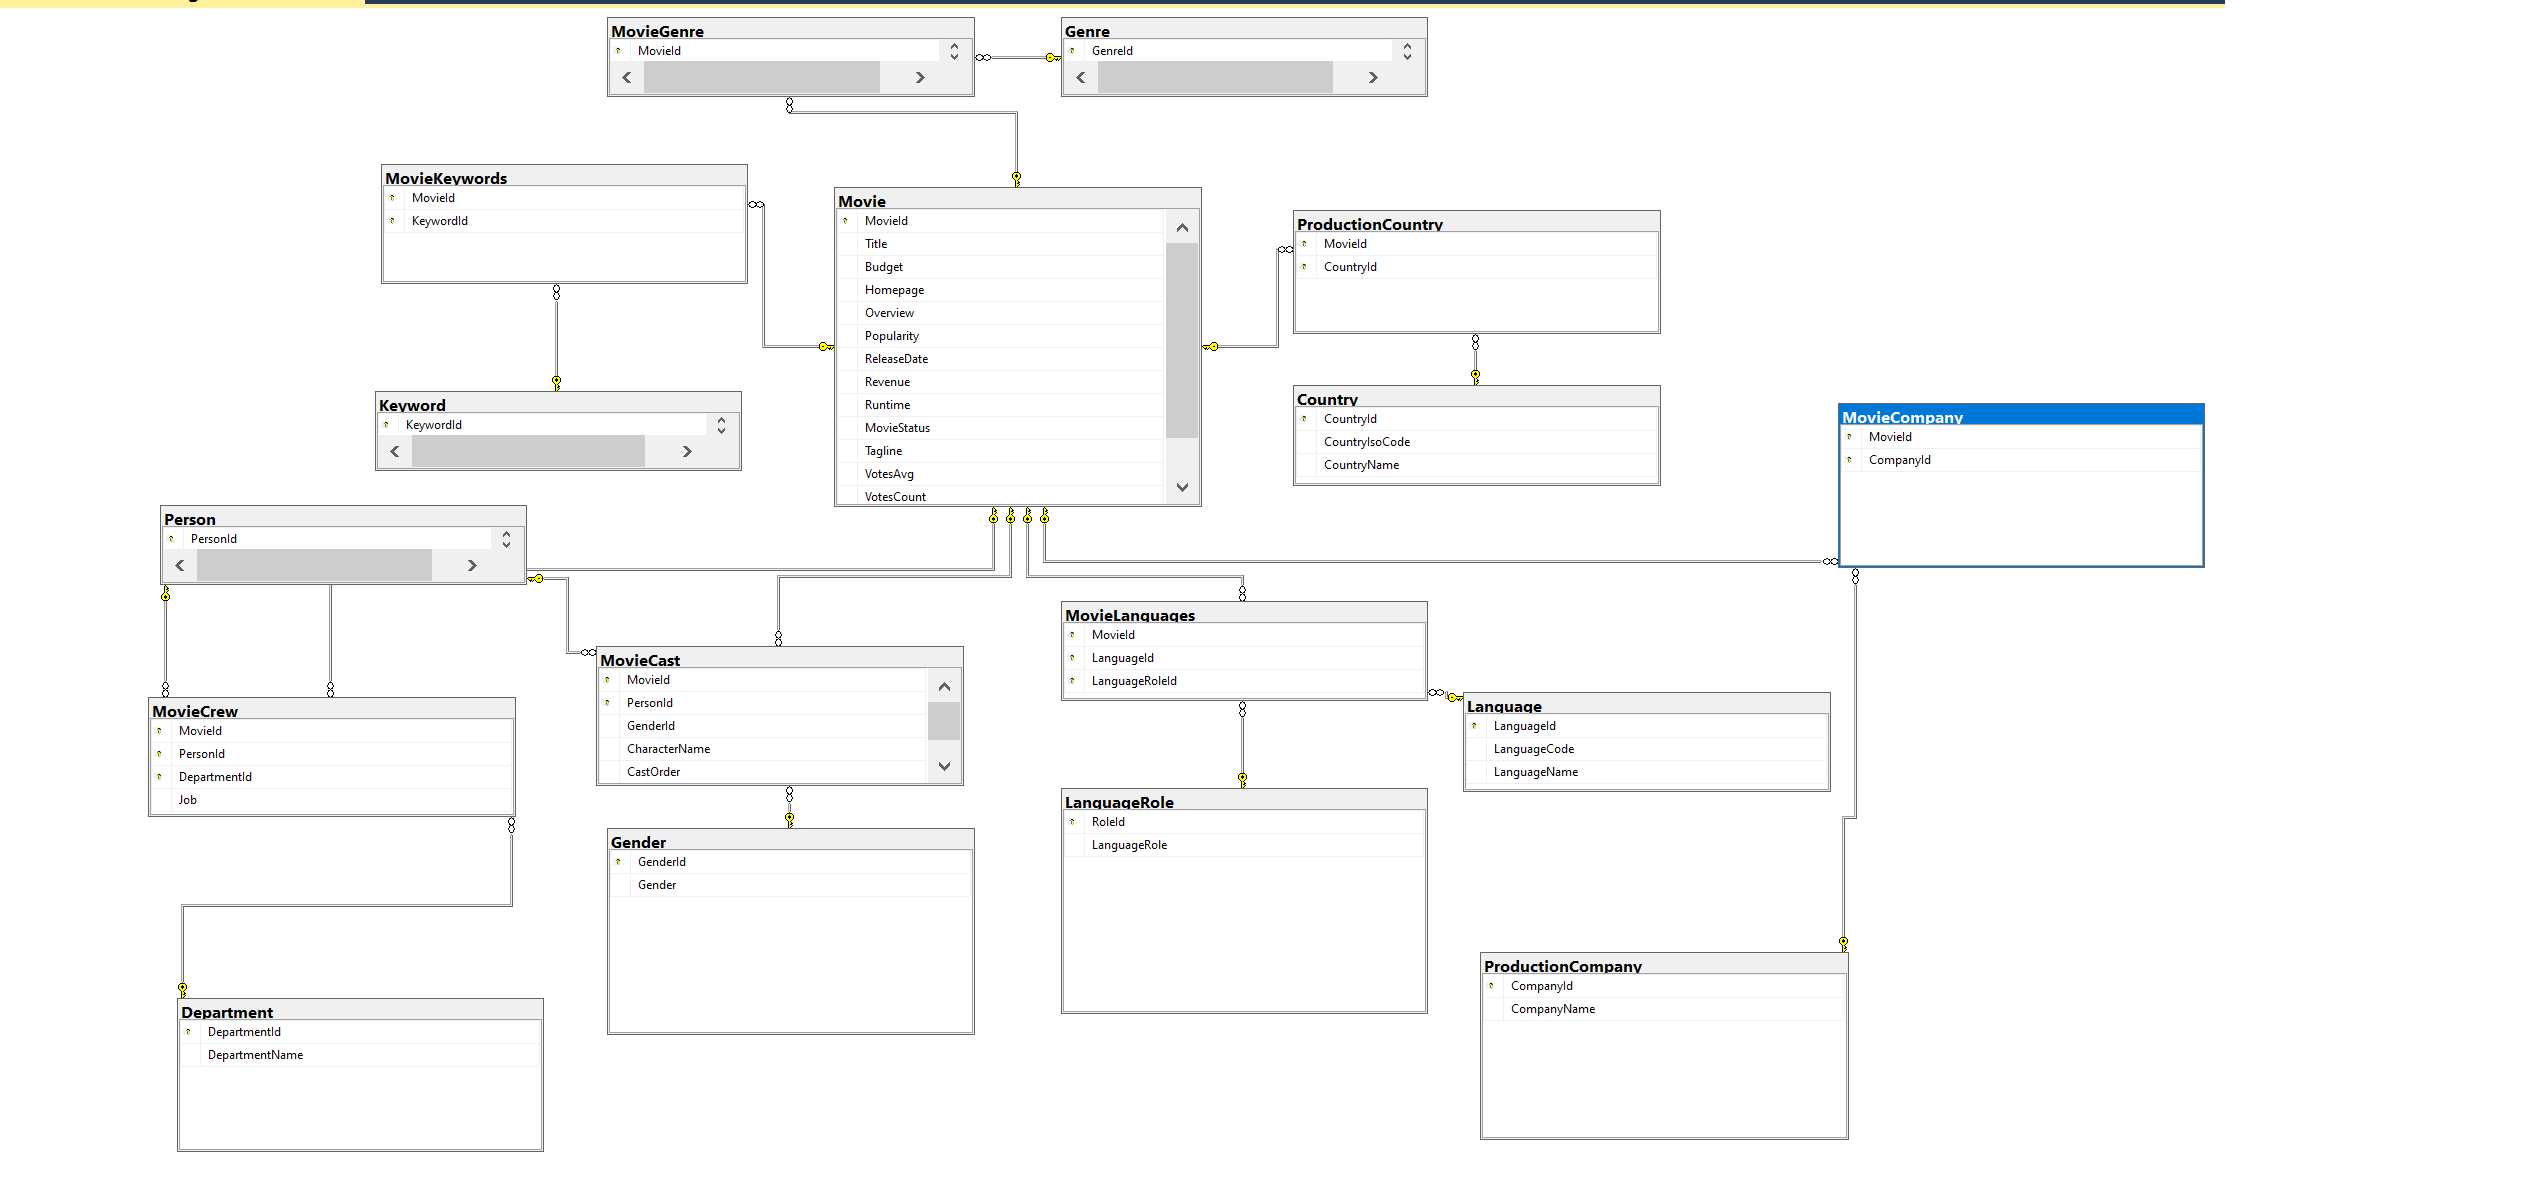 MovieGenre
MovieId
Genre
GenreId
MovieKeywords
MovieId
KeywordId
Movie
MovieId
Title
Budget
Homepage
Overview
Popularity
ReleaseDate
Revenue
Runtime
MovieStatus
Tagline
VotesAvg
VotesCount
ProductionCountry
MovieId
CountryId
Keyword
KeywordId
Country
CountryId
CountryIsoCode
CountryName
MovieCompany
MovieId
CompanyId
Person
PersonId
MovieCrew
MovieId
PersonId
DepartmentId
Job
MovieCast
MovieId
PersonId
GenderId
CharacterName
CastOrder
MovieLanguages
MovieId
LanguageId
LanguageRoleId
Language
LanguageId
LanguageCode
LanguageName
Gender
GenderId
Gender
LanguageRole
RoleId
LanguageRole
Department
DepartmentId
DepartmentName
ProductionCompany
CompanyId
CompanyName